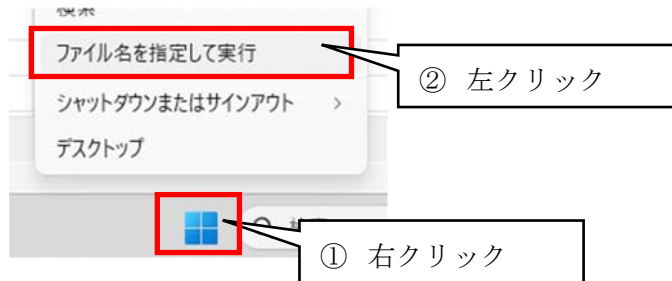 検索
ファイル名を指定して実行
② 左クリック
シャットダウンまたはサインアウト
デスクトップ
① 右クリック